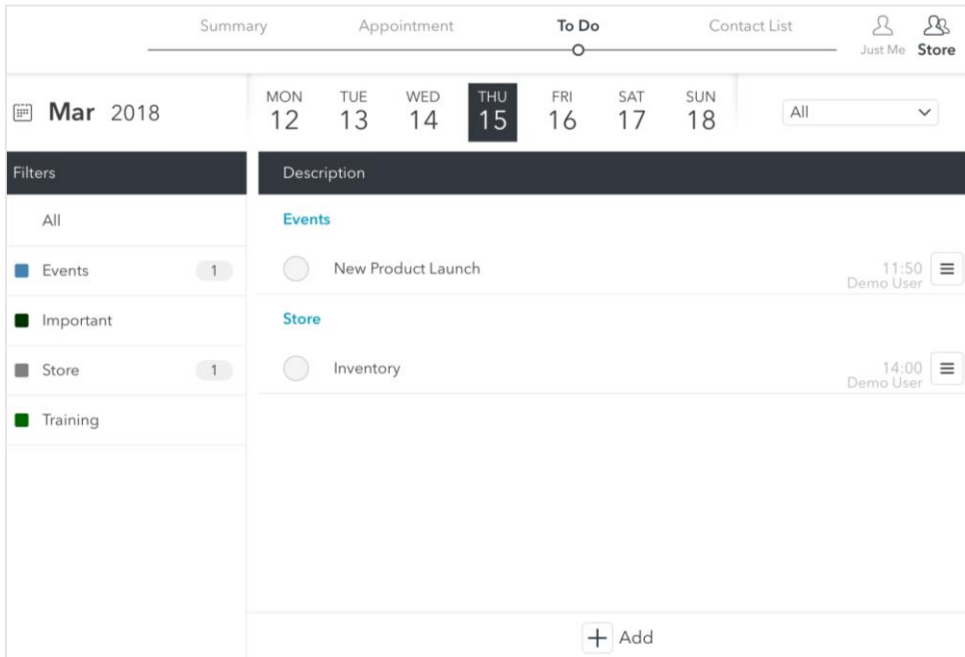 Summary
Appointment
To Do
Contact List
Just Me
Store
Mar 2018
MON
12
TUE
13
WED
14
THU
15
FRI
16
SAT
17
SUN
18
All
Filters
All
Events 1
Important
Store 1
Training
Description
Events
New Product Launch
11:50
Demo User
Store
Inventory
14:00
Demo User
Add